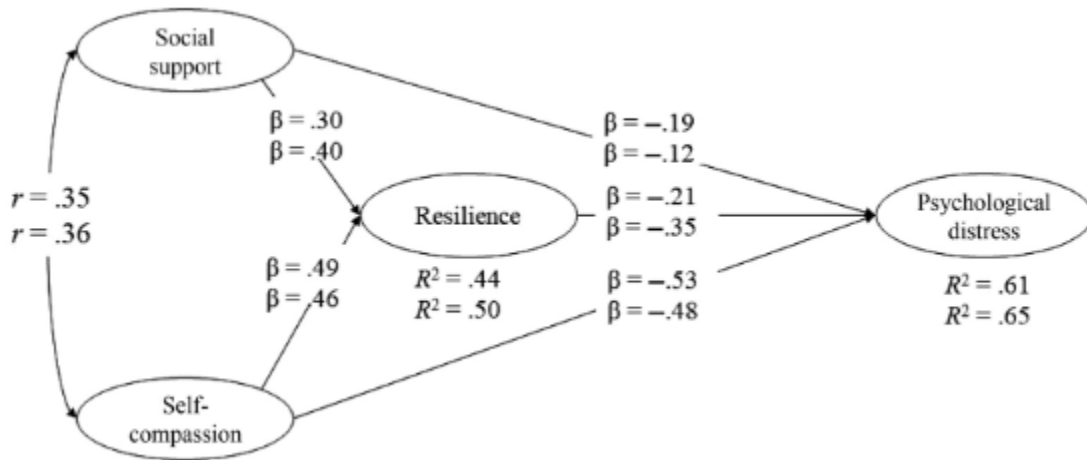 Social
support
β = .30
β = .40
β = –.19
β = –.12
r = .35
r = .36
Resilience
β = –.21
β = –.35
Psychological
distress
β = .49
β = .46
R² = .44
R² = .50
β = –.53
β = –.48
R² = .61
R² = .65
Self-
compassion